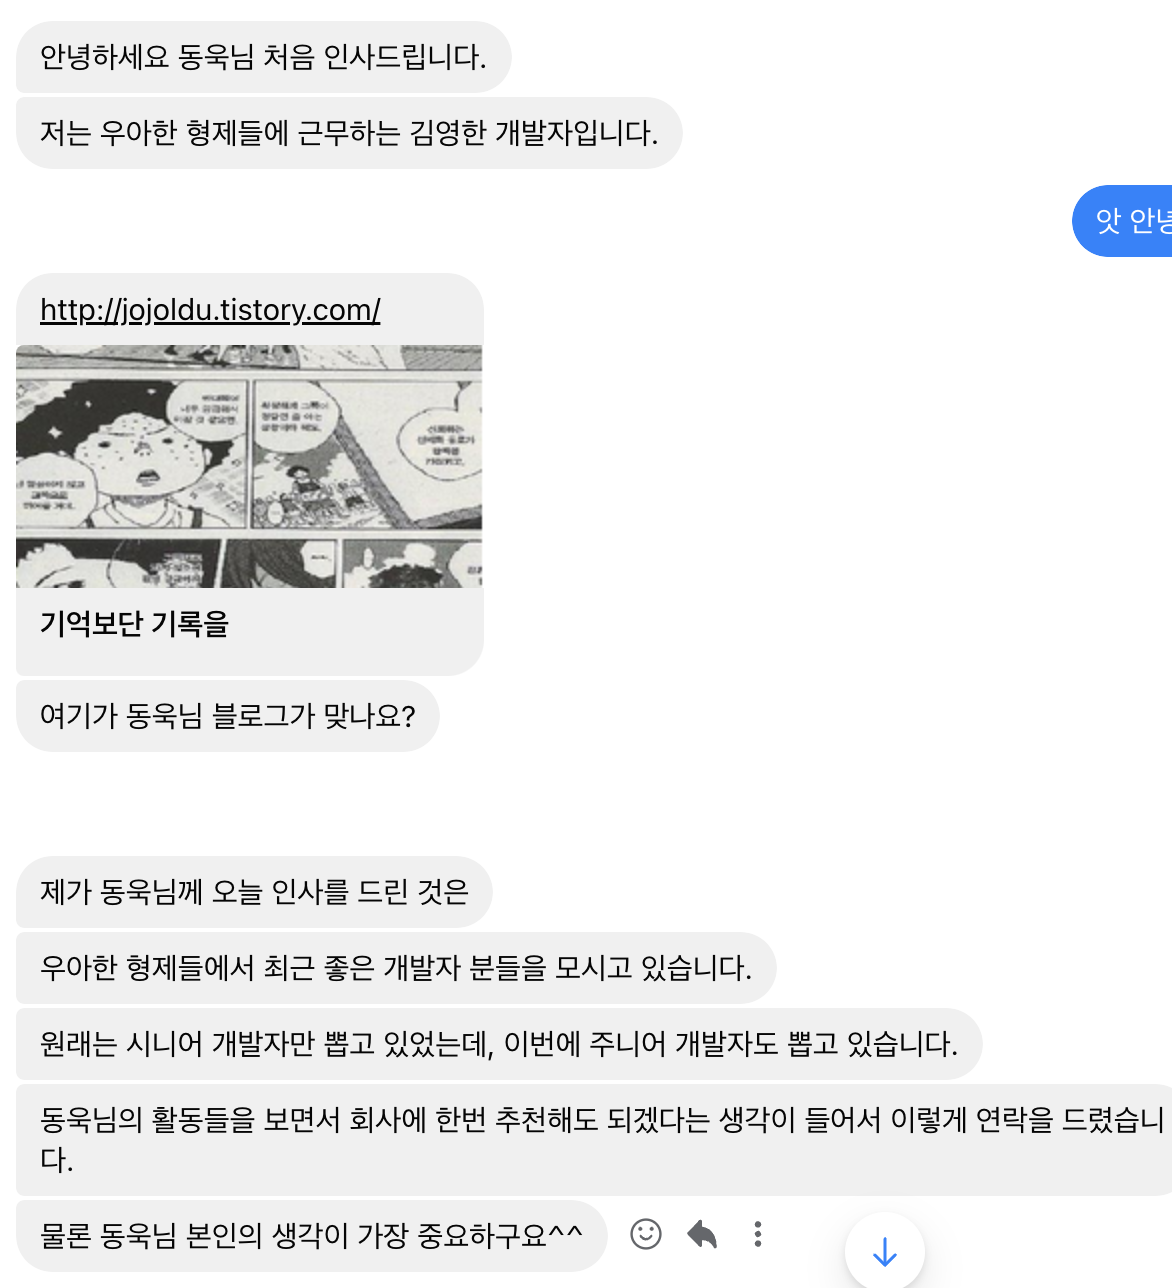 안녕하세요 동욱님 처음 인사드립니다.
저는 우아한 형제들에 근무하는 김영한 개발자입니다.
앗 안녕
http://jojoldu.tistory.com/
기억보단 기록을
여기가 동욱님 블로그가 맞나요?
제가 동욱님께 오늘 인사를 드린 것은
우아한 형제들에서 최근 좋은 개발자 분들을 모시고 있습니다.
원래는 시니어 개발자만 뽑고 있었는데, 이번에 주니어 개발자도 뽑고 있습니다.
동욱님의 활동들을 보면서 회사에 한번 추천해도 되겠다는 생각이 들어서 이렇게 연락을 드렸습니
다.
물론 동욱님 본인의 생각이 가장 중요하구요^^